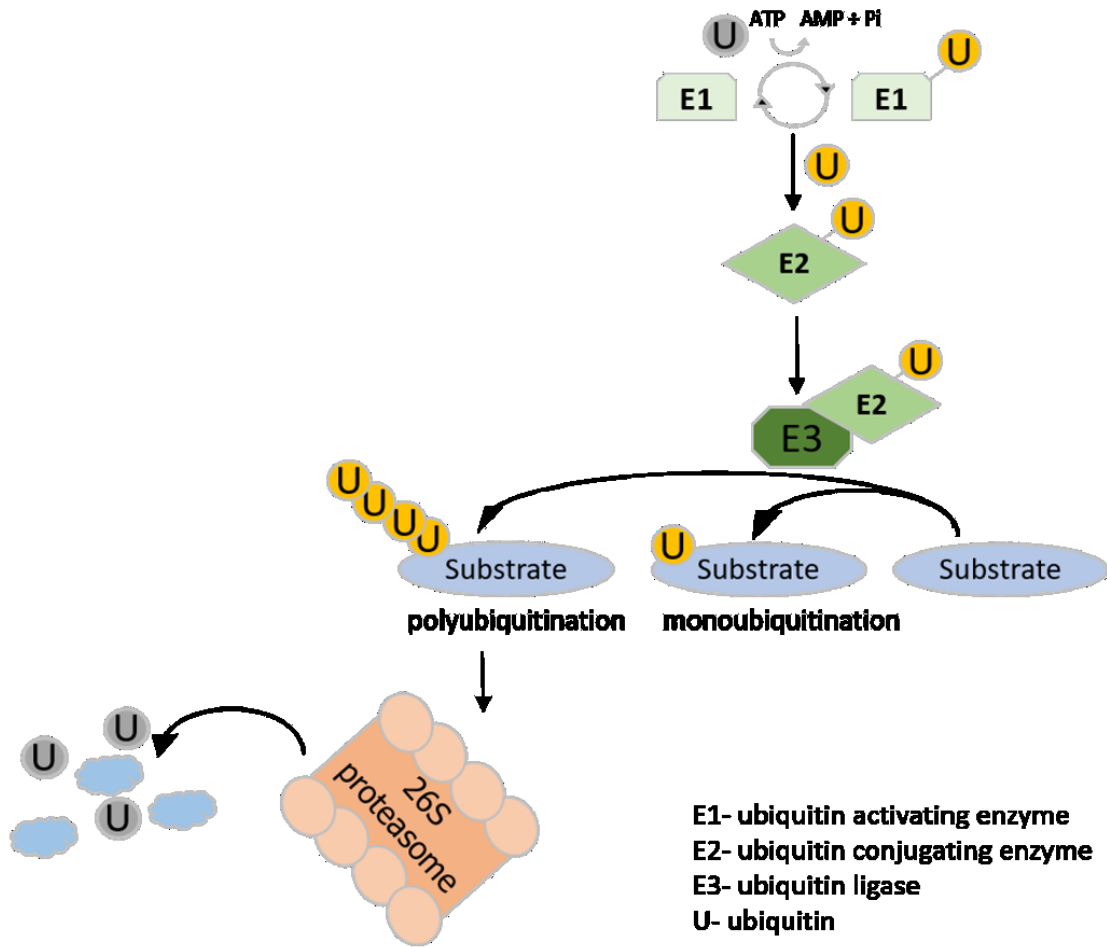 ATP AMP + Pi
U
U
E1
E1
U
U
E2
U
E2
E3
U
U
U
U
U
Substrate
Substrate
Substrate
polyubiquitination
monoubiquitination
U
U
U
26S
proteasome
E1- ubiquitin activating enzyme
E2- ubiquitin conjugating enzyme
E3- ubiquitin ligase
U- ubiquitin